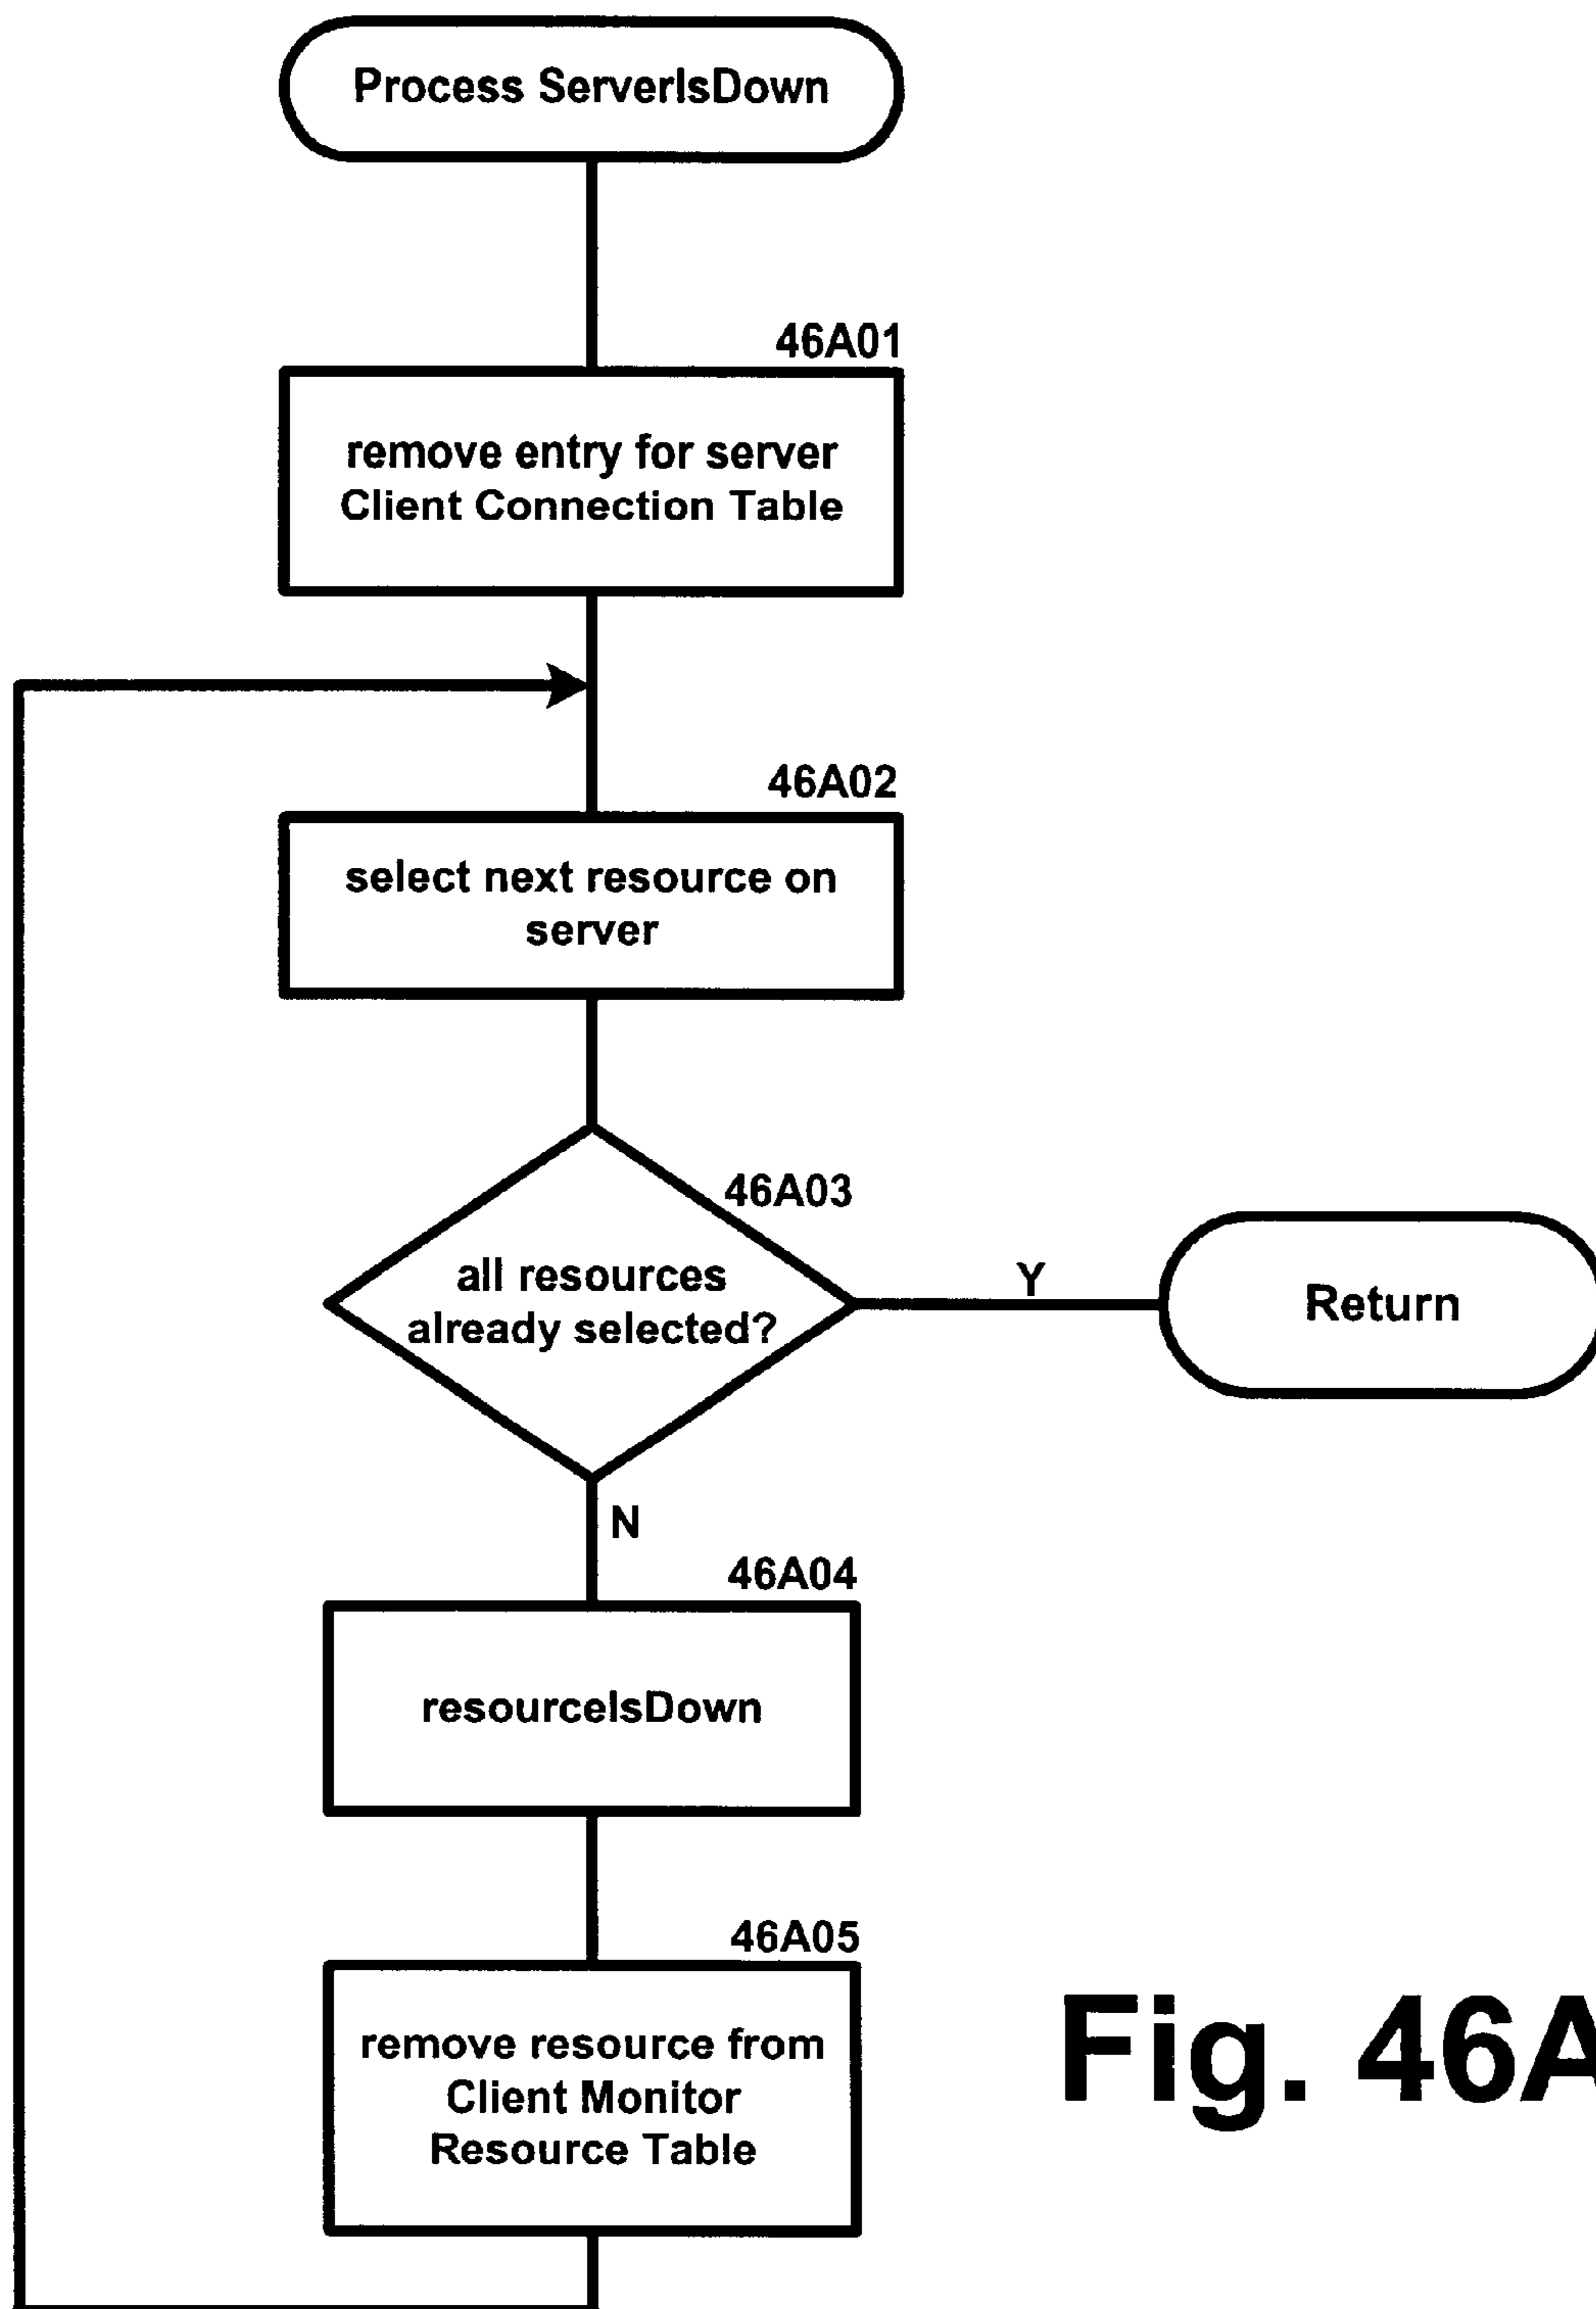 Process ServerIsDown
46A01
remove entry for server
Client Connection Table
46A02
select next resource on
server
46A03
all resources
already selected?
Y
Return
N
46A04
resourceIsDown
46A05
remove resource from
Client Monitor
Resource Table
Fig. 46A